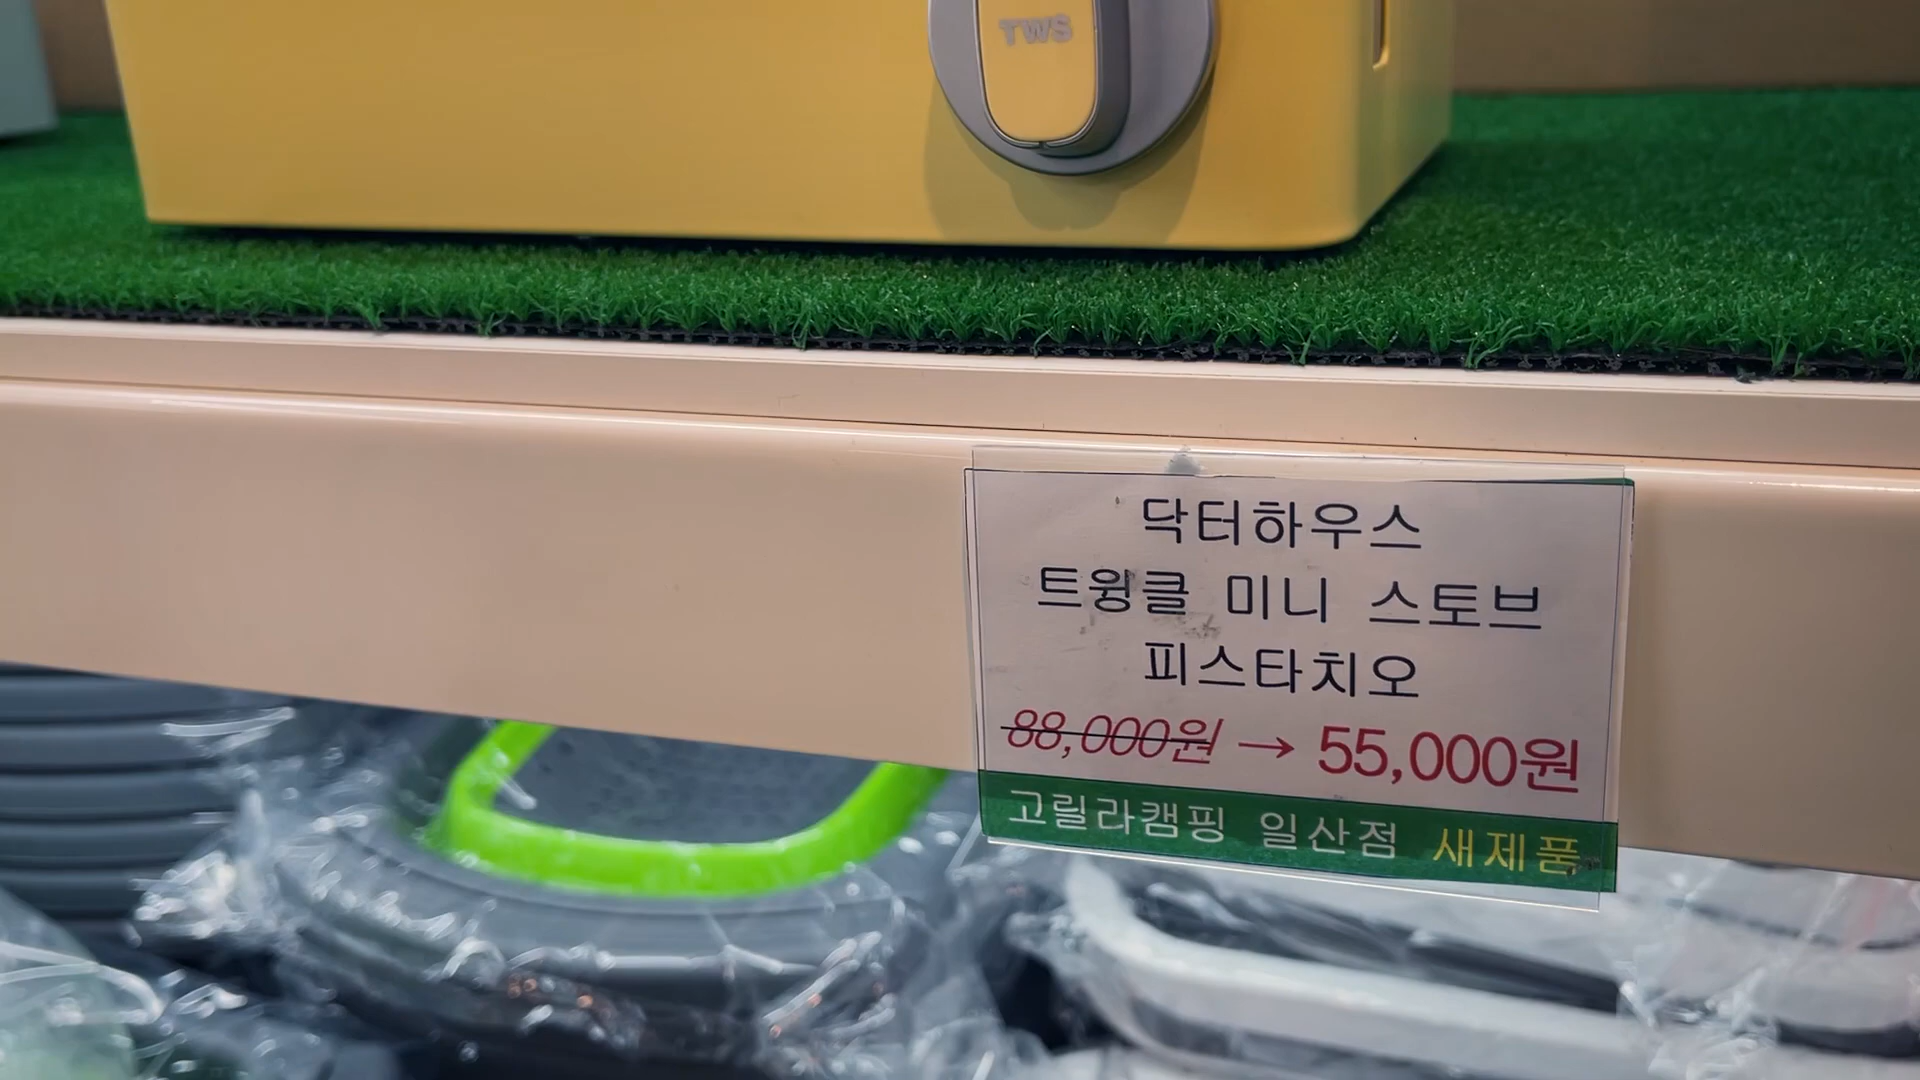 TWS
닥터하우스
트윙클 미니 스토브
피스타치오
88,000원 → 55,000원
고릴라캠핑 일산점 새제품